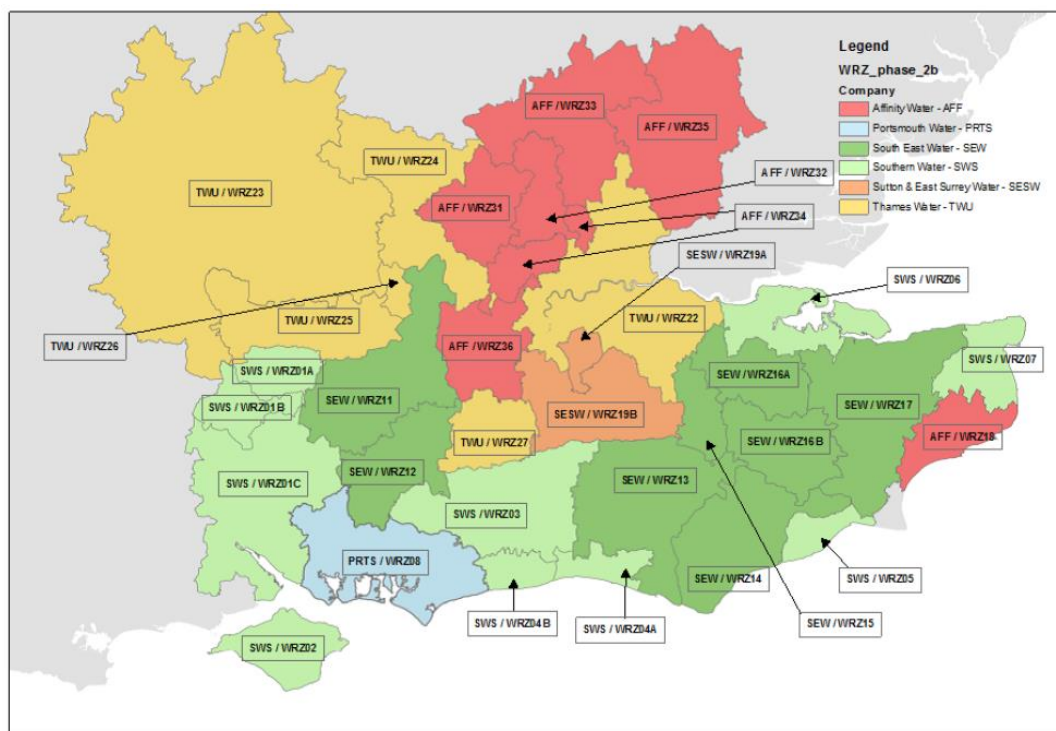 Legend
WRZ_phase_2b
Company
Affinity Water - AFF
Portsmouth Water - PRTS
South East Water - SEW
Southern Water - SWS
Sutton & East Surrey Water - SESW
Thames Water - TWU
AFF / WRZ33
AFF / WRZ35
TWU / WRZ24
AFF / WRZ32
TWU / WRZ23
AFF / WRZ31
AFF / WRZ34
SESW / WRZ19A
SWS / WRZ06
TWU / WRZ25
TWU / WRZ22
TWU / WRZ26
AFF / WRZ36
SWS / WRZ07
SWS / WRZ01A
SEW / WRZ16A
SEW / WRZ11
SEW / WRZ17
SWS / WRZ01B
SESW / WRZ19B
AFF / WRZ18
TWU / WRZ27
SEW / WRZ16B
SEW / WRZ12
SEW / WRZ13
SWS / WRZ01C
SWS / WRZ03
PRTS / WRZ08
SEW / WRZ14
SWS / WRZ05
SWS / WRZ04B
SWS / WRZ04A
SEW / WRZ15
SWS / WRZ02